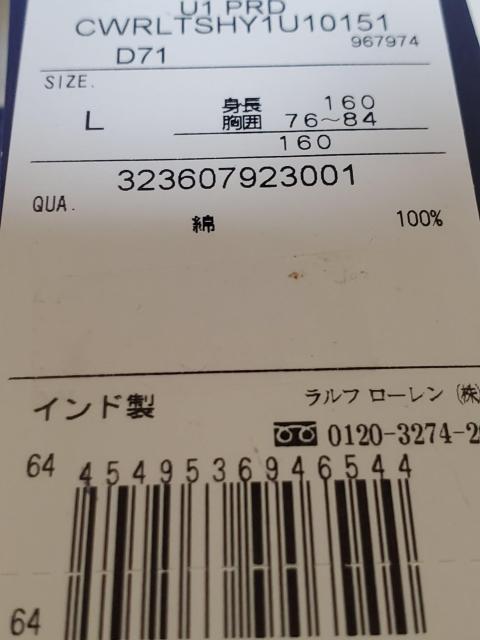 U1 PRD
CWRLTSHY1U10151
967974
D71
SIZE.
L
身長 160
胸囲 76～84
160
323607923001
QUA.
綿 100%
インド製
ラルフ ローレン (株)
0120-3274-2
64
4549536946544
64